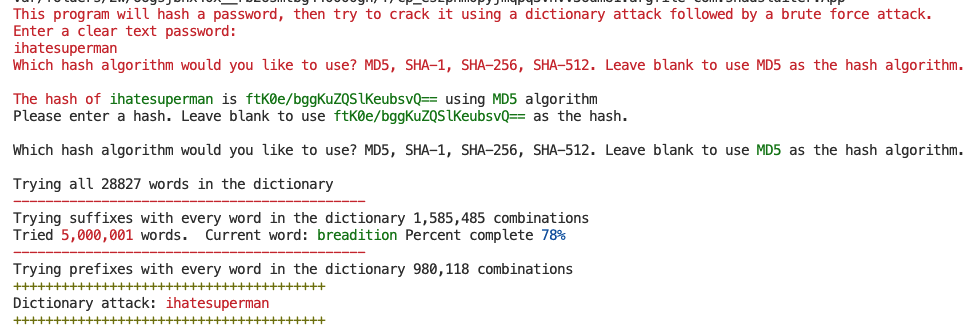 This program will hash a password, then try to crack it using a dictionary attack followed by a brute force attack.
Enter a clear text password:
ihatesuperman
Which hash algorithm would you like to use? MD5, SHA-1, SHA-256, SHA-512. Leave blank to use MD5 as the hash algorithm.
The hash of ihatesuperman is ftK0e/bggKuZQSlKeubsvQ== using MD5 algorithm
Please enter a hash. Leave blank to use ftK0e/bggKuZQSlKeubsvQ== as the hash.
Which hash algorithm would you like to use? MD5, SHA-1, SHA-256, SHA-512. Leave blank to use MD5 as the hash algorithm.
Trying all 28827 words in the dictionary
--------------------------------------------
Trying suffixes with every word in the dictionary 1,585,485 combinations
Tried 5,000,001 words.  Current word: breadition Percent complete 78%
--------------------------------------------
Trying prefixes with every word in the dictionary 980,118 combinations
+++++++++++++++++++++++++++++++++++++++
Dictionary attack: ihatesuperman
+++++++++++++++++++++++++++++++++++++++